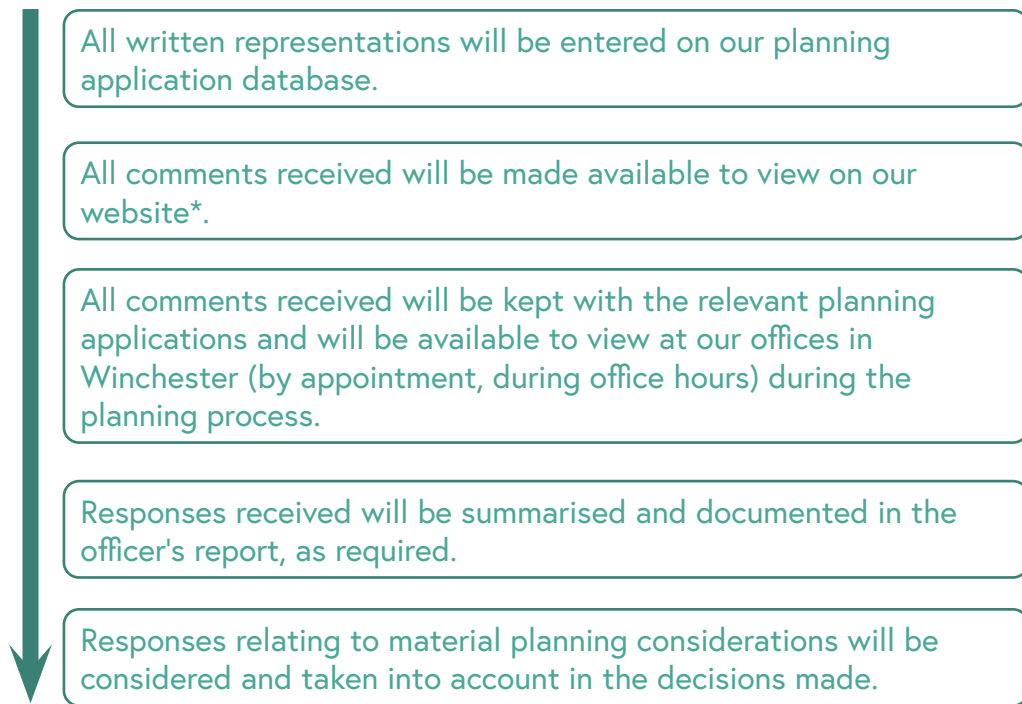 All written representations will be entered on our planning
application database.
All comments received will be made available to view on our
website*.
All comments received will be kept with the relevant planning
applications and will be available to view at our offices in
Winchester (by appointment, during office hours) during the
planning process.
Responses received will be summarised and documented in the
officer's report, as required.
Responses relating to material planning considerations will be
considered and taken into account in the decisions made.